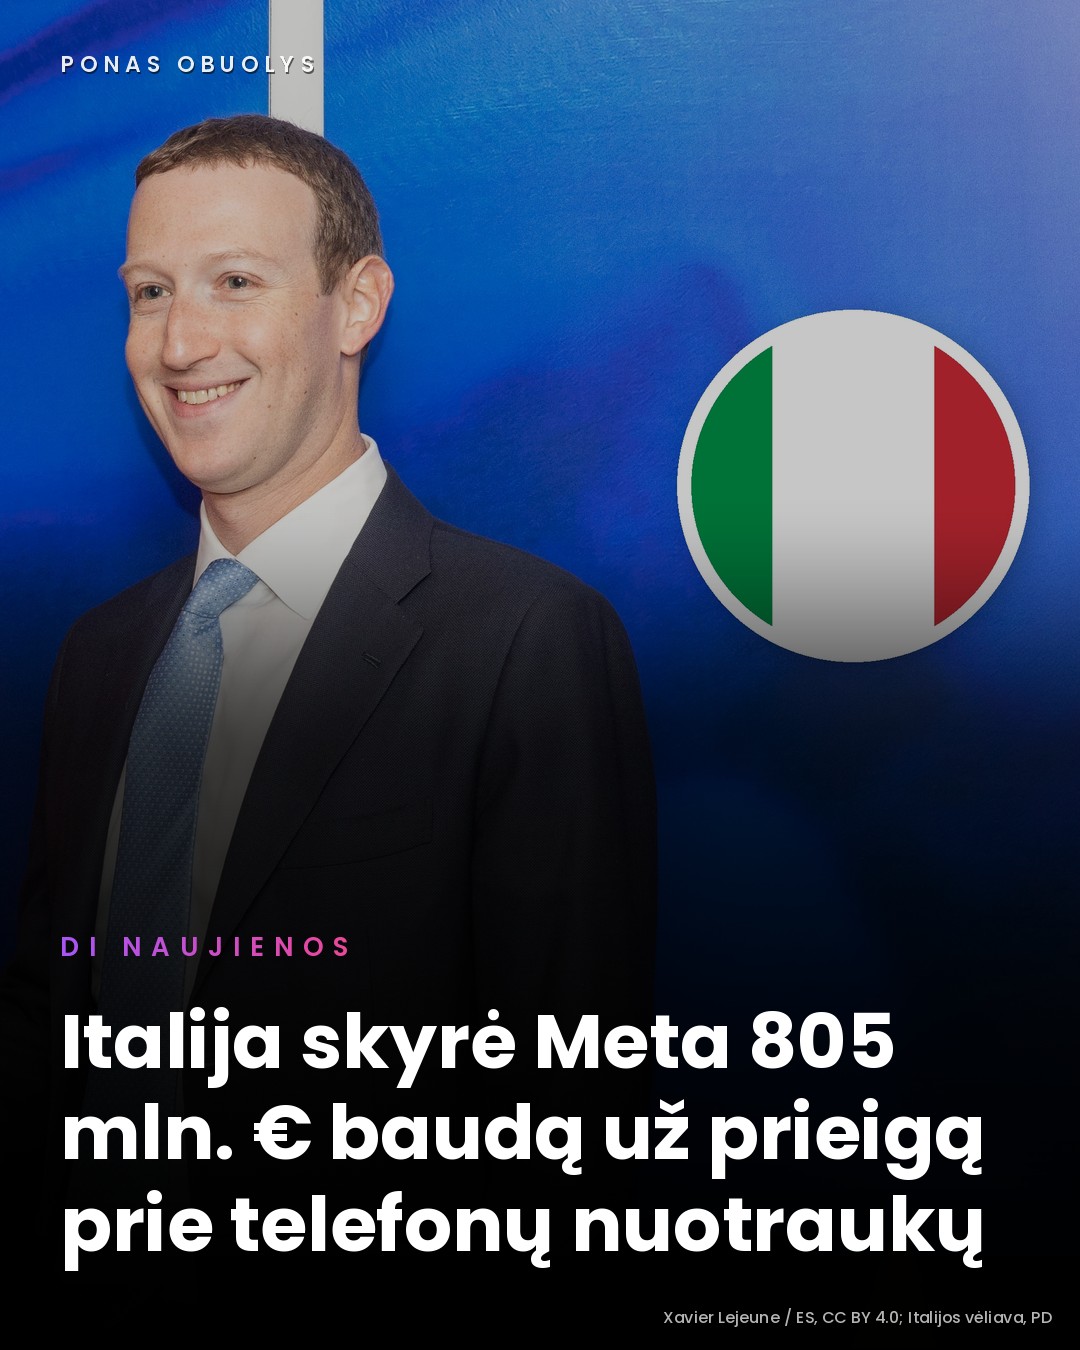 PONAS OBUOLYS
DI NAUJIENOS
Italija skyrė Meta 805
mln. € baudą už prieigą
prie telefonų nuotraukų
Xavier Lejeune / ES, CC BY 4.0; Italijos vėliava, PD